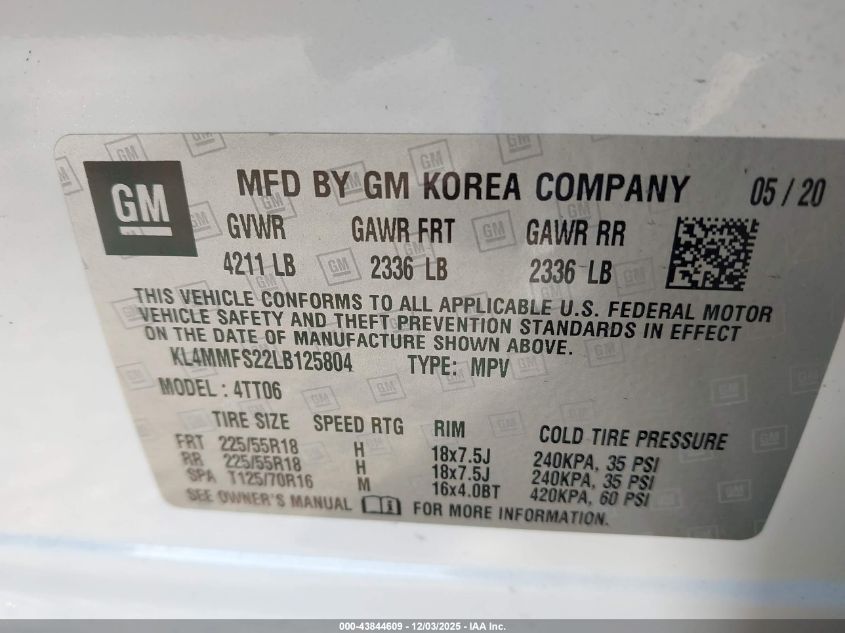 GM
MFD BY GM KOREA COMPANY 05 / 20
GVWR GAWR FRT GAWR RR
4211 LB 2336 LB 2336 LB
THIS VEHICLE CONFORMS TO ALL APPLICABLE U.S. FEDERAL MOTOR
VEHICLE SAFETY AND THEFT PREVENTION STANDARDS IN EFFECT
ON THE DATE OF MANUFACTURE SHOWN ABOVE.
KL4MMFS22LB125804 TYPE: MPV
MODEL : 4TT06
TIRE SIZE SPEED RTG RIM COLD TIRE PRESSURE
FRT 225/55R18 H 18x7.5J 240KPA, 35 PSI
RR 225/55R18 H 18x7.5J 240KPA, 35 PSI
SPA T125/70R16 M 16x4.0BT 420KPA, 60 PSI
SEE OWNER'S MANUAL FOR MORE INFORMATION.
000-43844609 - 12/03/2025 - IAA Inc.